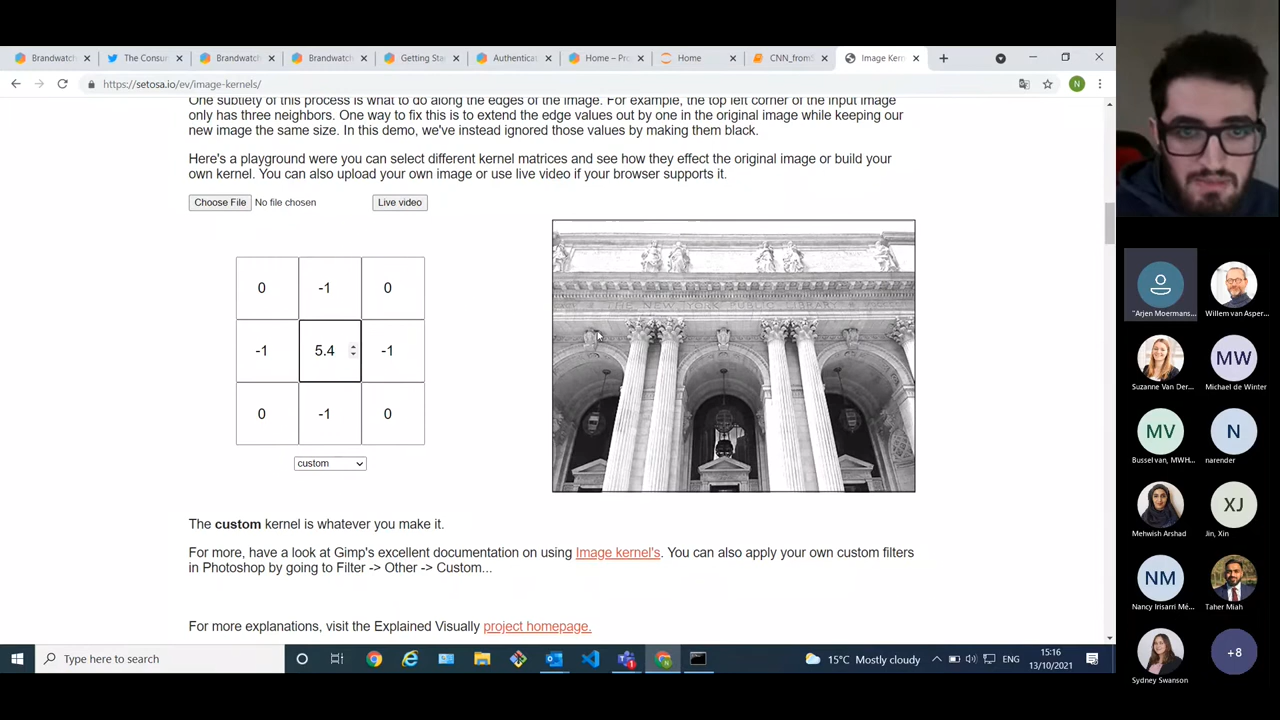 Brandwatch
The Consu
Brandwatch
Brandwatch
Getting Sta
Authentica
Home – Pro
Home
CNN_from
Image Kern
https://setosa.io/ev/image-kernels/
N
One subtlety of this process is what to do along the edges of the image. For example, the top left corner of the input image
only has three neighbors. One way to fix this is to extend the edge values out by one in the original image while keeping our
new image the same size. In this demo, we've instead ignored those values by making them black.
Here's a playground were you can select different kernel matrices and see how they effect the original image or build your
own kernel. You can also upload your own image or use live video if your browser supports it.
Choose File No file chosen Live video
0 -1 0
-1 5.4 -1
0 -1 0
custom
THE NEW YORK PUBLIC
The custom kernel is whatever you make it.
For more, have a look at Gimp's excellent documentation on using Image kernel's. You can also apply your own custom filters
in Photoshop by going to Filter -> Other -> Custom...
For more explanations, visit the Explained Visually project homepage.
Type here to search
15°C Mostly cloudy
ENG
15:16
13/10/2021
"Arjen Moermans...
Willem van Asper...
Suzanne Van Der...
MW
Michael de Winter
MV
Bussel van, MWH...
N
narender
Mehwish Arshad
XJ
Jin, Xin
NM
Nancy Irisarri Mé...
Taher Miah
Sydney Swanson
+8